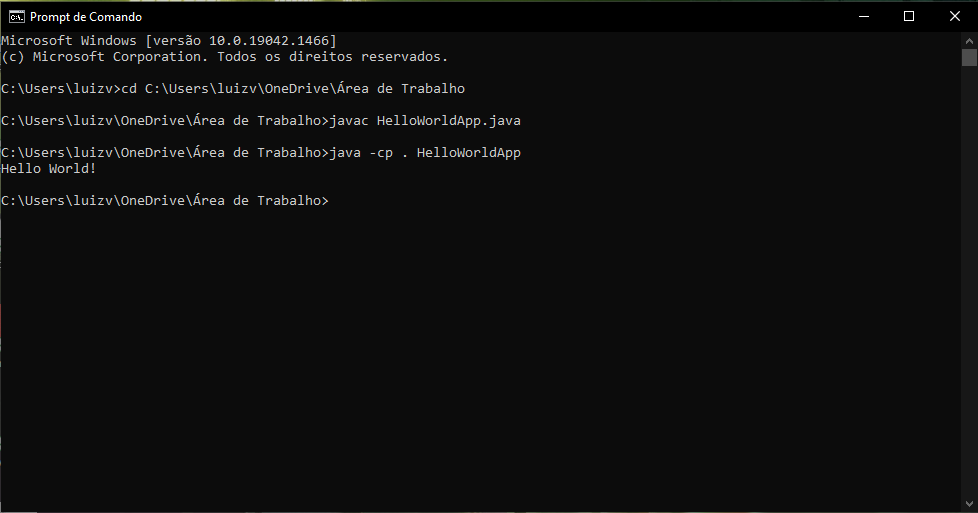 Prompt de Comando
Microsoft Windows [versão 10.0.19042.1466]
(c) Microsoft Corporation. Todos os direitos reservados.
C:\Users\luizv>cd C:\Users\luizv\OneDrive\Área de Trabalho
C:\Users\luizv\OneDrive\Área de Trabalho>javac HelloWorldApp.java
C:\Users\luizv\OneDrive\Área de Trabalho>java -cp . HelloWorldApp
Hello World!
C:\Users\luizv\OneDrive\Área de Trabalho>